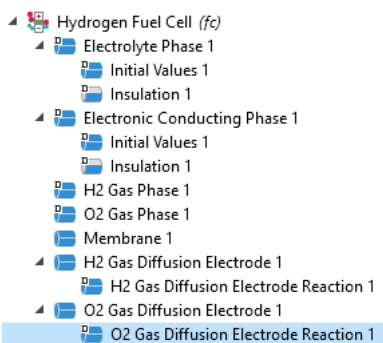 Hydrogen Fuel Cell (fc)
Electrolyte Phase 1
Initial Values 1
Insulation 1
Electronic Conducting Phase 1
Initial Values 1
Insulation 1
H2 Gas Phase 1
O2 Gas Phase 1
Membrane 1
H2 Gas Diffusion Electrode 1
H2 Gas Diffusion Electrode Reaction 1
O2 Gas Diffusion Electrode 1
O2 Gas Diffusion Electrode Reaction 1